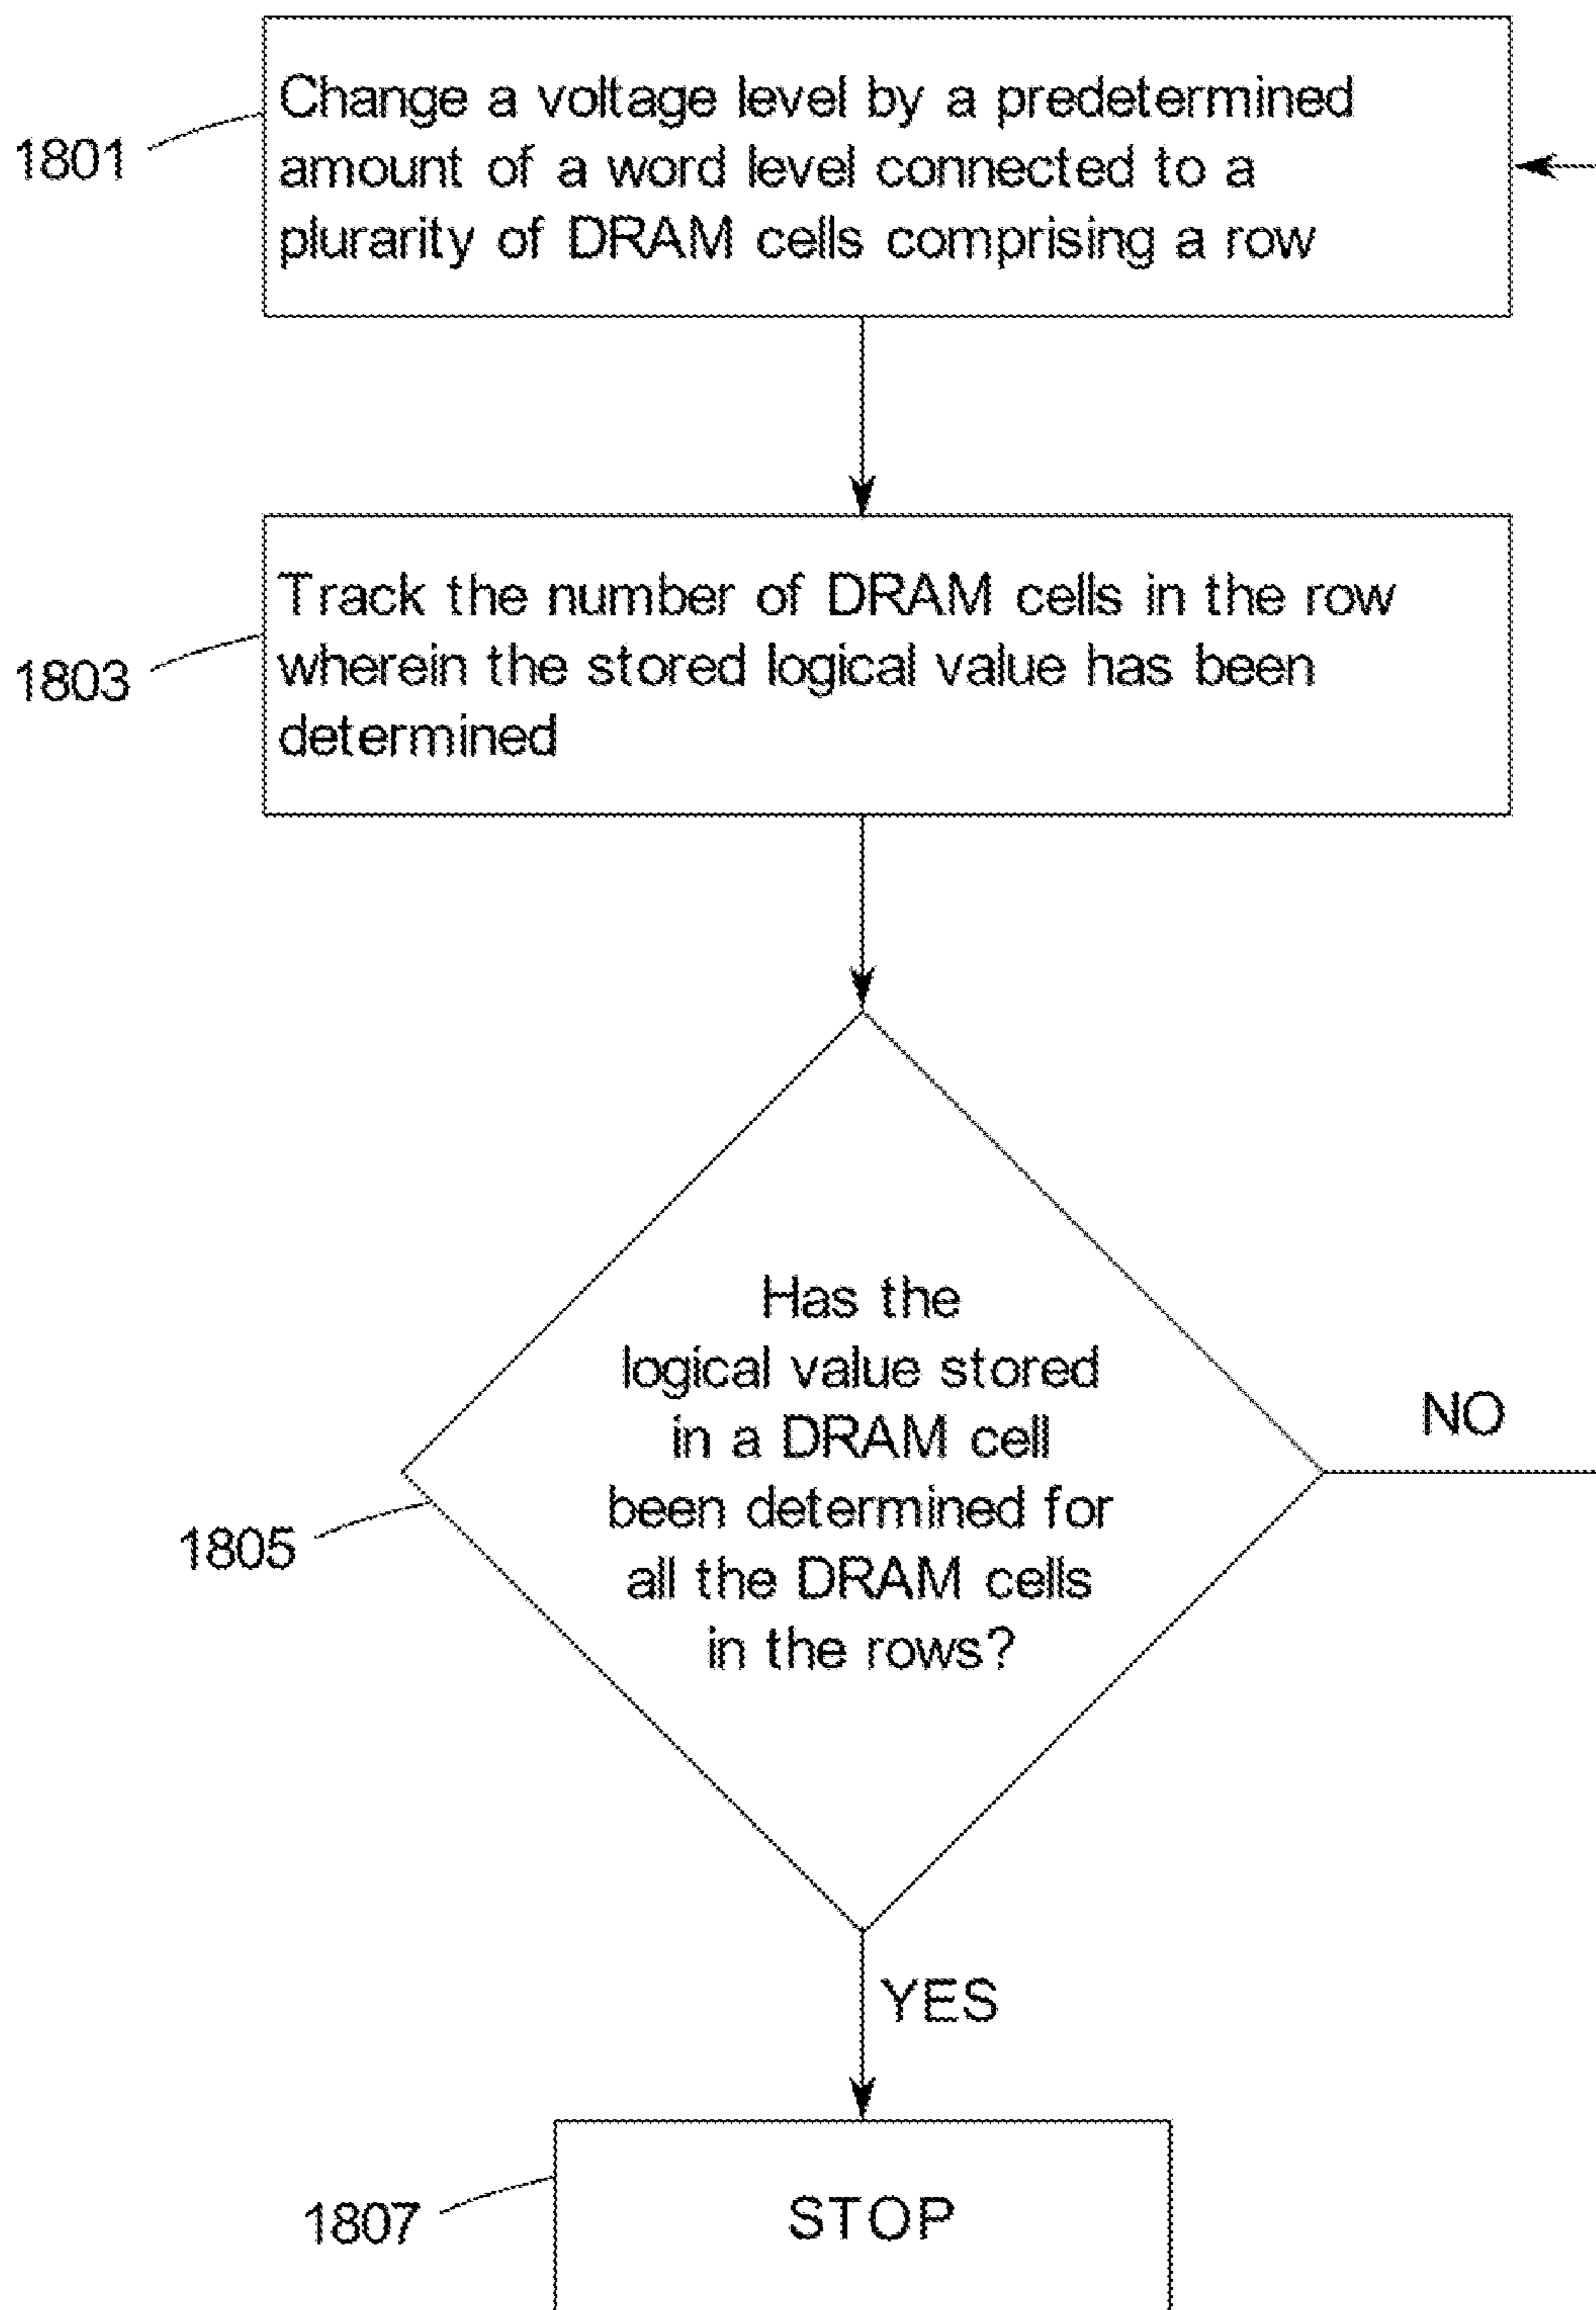 1801
Change a voltage level by a predetermined
amount of a word level connected to a
plurarity of DRAM cells comprising a row
1803
Track the number of DRAM cells in the row
wherein the stored logical value has been
determined
1805
Has the
logical value stored
in a DRAM cell
been determined for
all the DRAM cells
in the rows?
NO
YES
1807
STOP